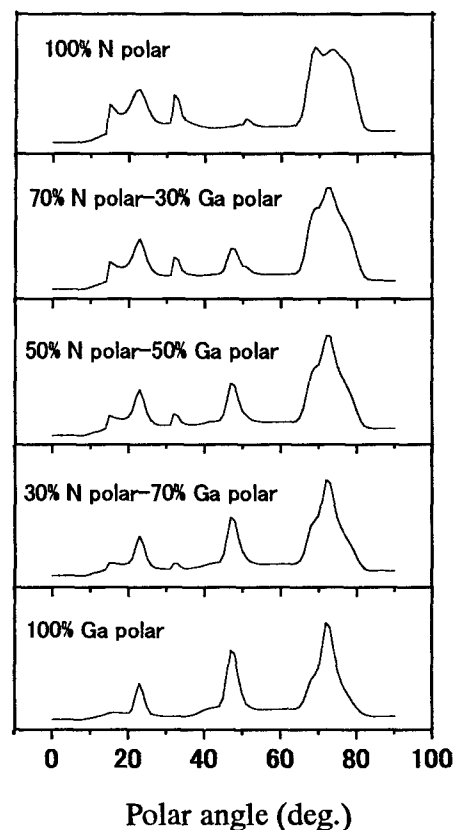 100% N polar
70% N polar-30% Ga polar
50% N polar-50% Ga polar
30% N polar-70% Ga polar
100% Ga polar
0 20 40 60 80 100
Polar angle (deg.)